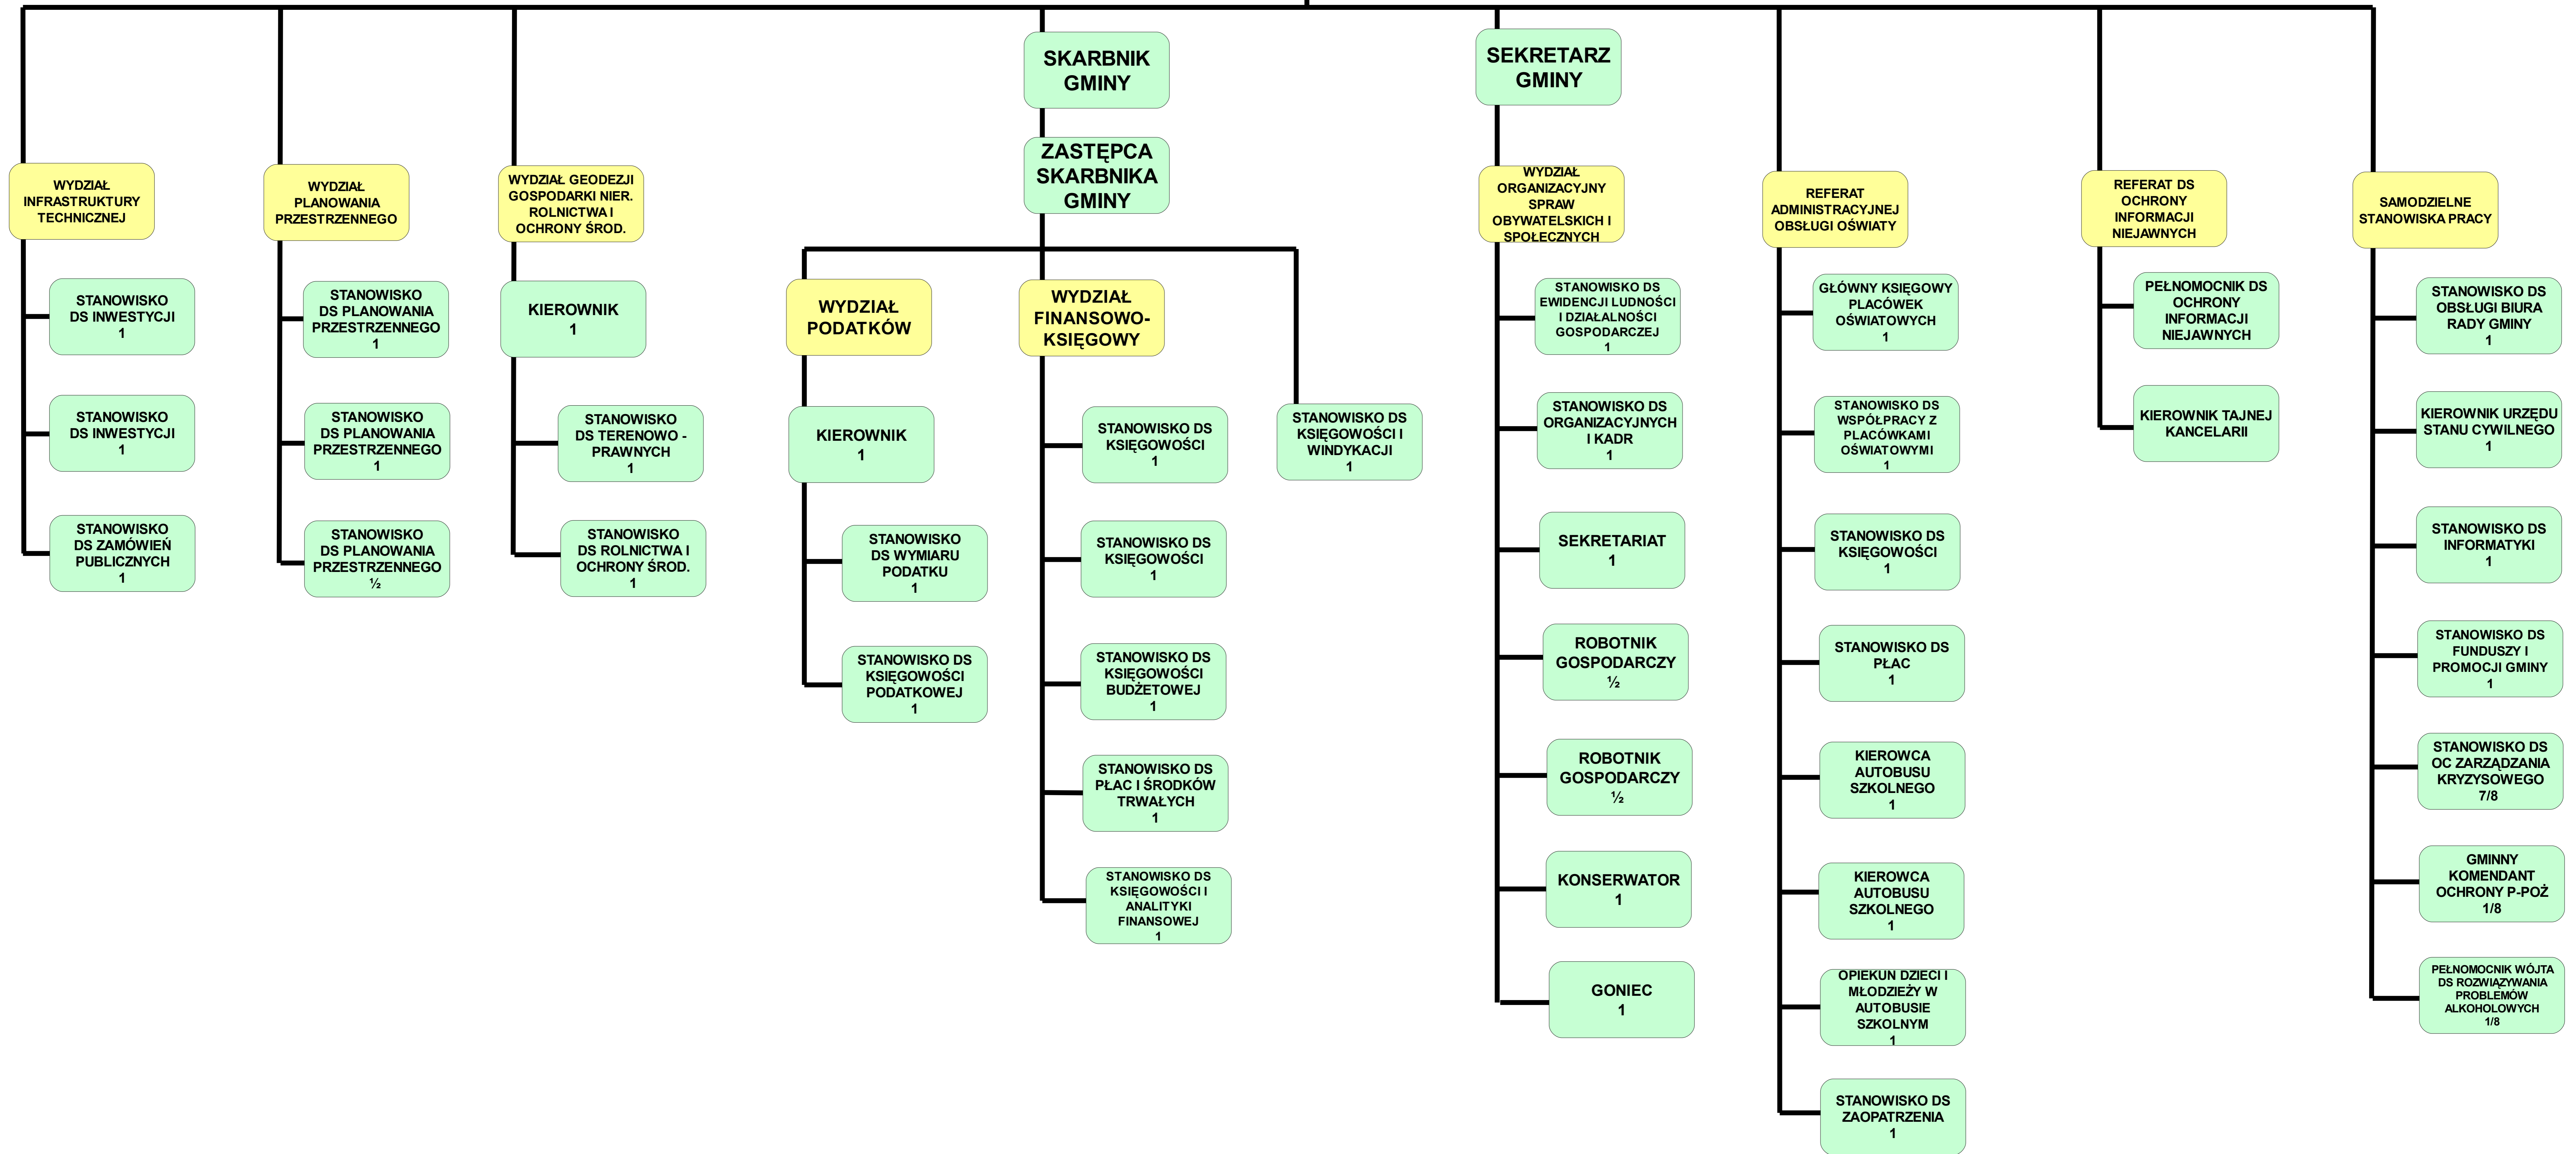 SKARBNIK
GMINY
SEKRETARZ
GMINY
ZASTĘPCA
SKARBNIKA
GMINY
WYDZIAŁ
INFRASTRUKTURY
TECHNICZNEJ
STANOWISKO
DS INWESTYCJI
1
STANOWISKO
DS INWESTYCJI
1
STANOWISKO
DS ZAMÓWIEŃ
PUBLICZNYCH
1
WYDZIAŁ
PLANOWANIA
PRZESTRZENNEGO
STANOWISKO
DS PLANOWANIA
PRZESTRZENNEGO
1
STANOWISKO
DS PLANOWANIA
PRZESTRZENNEGO
1
STANOWISKO
DS PLANOWANIA
PRZESTRZENNEGO
½
WYDZIAŁ GEODEZJI
GOSPODARKI NIER.
ROLNICTWA I
OCHRONY ŚROD.
KIEROWNIK
1
STANOWISKO
DS TERENOWO -
PRAWNYCH
1
STANOWISKO
DS ROLNICTWA I
OCHRONY ŚROD.
1
WYDZIAŁ
PODATKÓW
KIEROWNIK
1
STANOWISKO
DS WYMIARU
PODATKU
1
STANOWISKO DS
KSIĘGOWOŚCI
PODATKOWEJ
1
WYDZIAŁ
FINANSOWO-
KSIĘGOWY
STANOWISKO DS
KSIĘGOWOŚCI
1
STANOWISKO DS
KSIĘGOWOŚCI
1
STANOWISKO DS
KSIĘGOWOŚCI
BUDŻETOWEJ
1
STANOWISKO DS
PŁAC I ŚRODKÓW
TRWAŁYCH
1
STANOWISKO DS
KSIĘGOWOŚCI I
ANALITYKI
FINANSOWEJ
1
STANOWISKO DS
KSIĘGOWOŚCI I
WINDYKACJI
1
WYDZIAŁ
ORGANIZACYJNY
SPRAW
OBYWATELSKICH I
SPOŁECZNYCH
STANOWISKO DS
EWIDENCJI LUDNOŚCI
I DZIAŁALNOŚCI
GOSPODARCZEJ
1
STANOWISKO DS
ORGANIZACYJNYCH
I KADR
1
SEKRETARIAT
1
ROBOTNIK
GOSPODARCZY
½
ROBOTNIK
GOSPODARCZY
½
KONSERWATOR
1
GONIEC
1
REFERAT
ADMINISTRACYJNEJ
OBSŁUGI OŚWIATY
GŁÓWNY KSIĘGOWY
PLACÓWEK
OŚWIATOWYCH
1
STANOWISKO DS
WSPÓŁPRACY Z
PLACÓWKAMI
OŚWIATOWYMI
1
STANOWISKO DS
KSIĘGOWOŚCI
1
STANOWISKO DS
PŁAC
1
KIEROWCA
AUTOBUSU
SZKOLNEGO
1
KIEROWCA
AUTOBUSU
SZKOLNEGO
1
OPIEKUN DZIECI I
MŁODZIEŻY W
AUTOBUSIE
SZKOLNYM
1
STANOWISKO DS
ZAOPATRZENIA
1
REFERAT DS
OCHRONY
INFORMACJI
NIEJAWNYCH
PEŁNOMOCNIK DS
OCHRONY
INFORMACJI
NIEJAWNYCH
KIEROWNIK TAJNEJ
KANCELARII
SAMODZIELNE
STANOWISKA PRACY
STANOWISKO DS
OBSŁUGI BIURA
RADY GMINY
1
KIEROWNIK URZĘDU
STANU CYWILNEGO
1
STANOWISKO DS
INFORMATYKI
1
STANOWISKO DS
FUNDUSZY I
PROMOCJI GMINY
1
STANOWISKO DS
OC ZARZĄDZANIA
KRYZYSOWEGO
7/8
GMINNY
KOMENDANT
OCHRONY P-POŻ
1/8
PEŁNOMOCNIK WÓJTA
DS ROZWIĄZYWANIA
PROBLEMÓW
ALKOHOLOWYCH
1/8